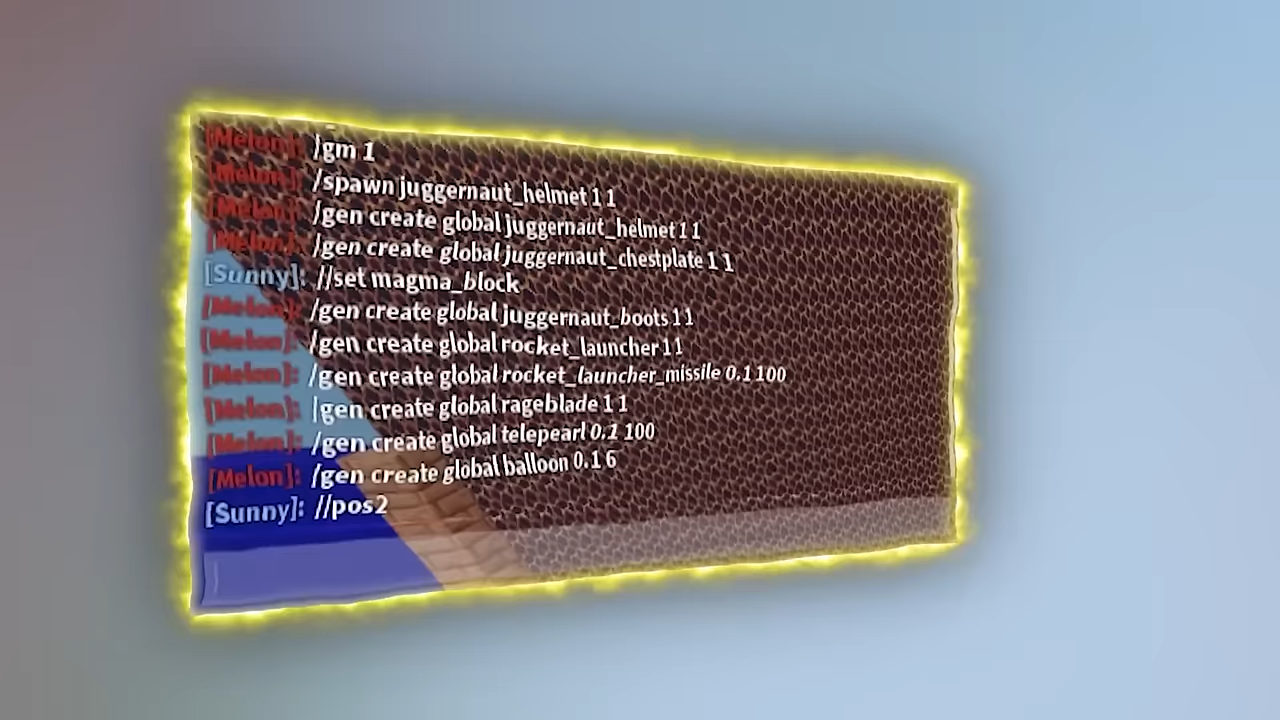 [Melon]: /gm 1
[Melon]: /spawn juggernaut_helmet 1 1
[Melon]: /gen create global juggernaut_helmet 1 1
[Melon]: /gen create global juggernaut_chestplate 1 1
[Sunny]: //set magma_block
[Melon]: /gen create global juggernaut_boots 1 1
[Melon]: /gen create global rocket_launcher 1 1
[Melon]: /gen create global rocket_launcher_missile 0.1 100
[Melon]: /gen create global rageblade 1 1
[Melon]: /gen create global telepearl 0.1 100
[Melon]: /gen create global balloon 0.1 6
[Sunny]: //pos2